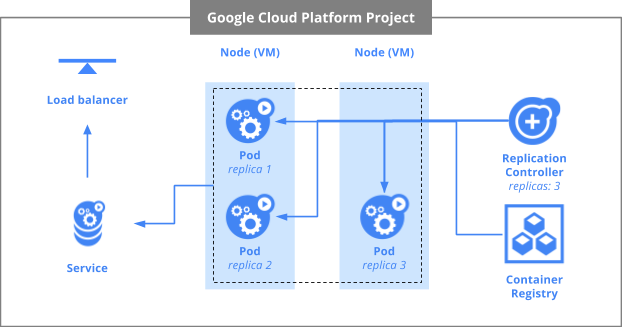 Google Cloud Platform Project
Node (VM)
Node (VM)
Load balancer
Pod
replica 1
Replication
Controller
replicas: 3
Pod
replica 2
Pod
replica 3
Service
Container
Registry